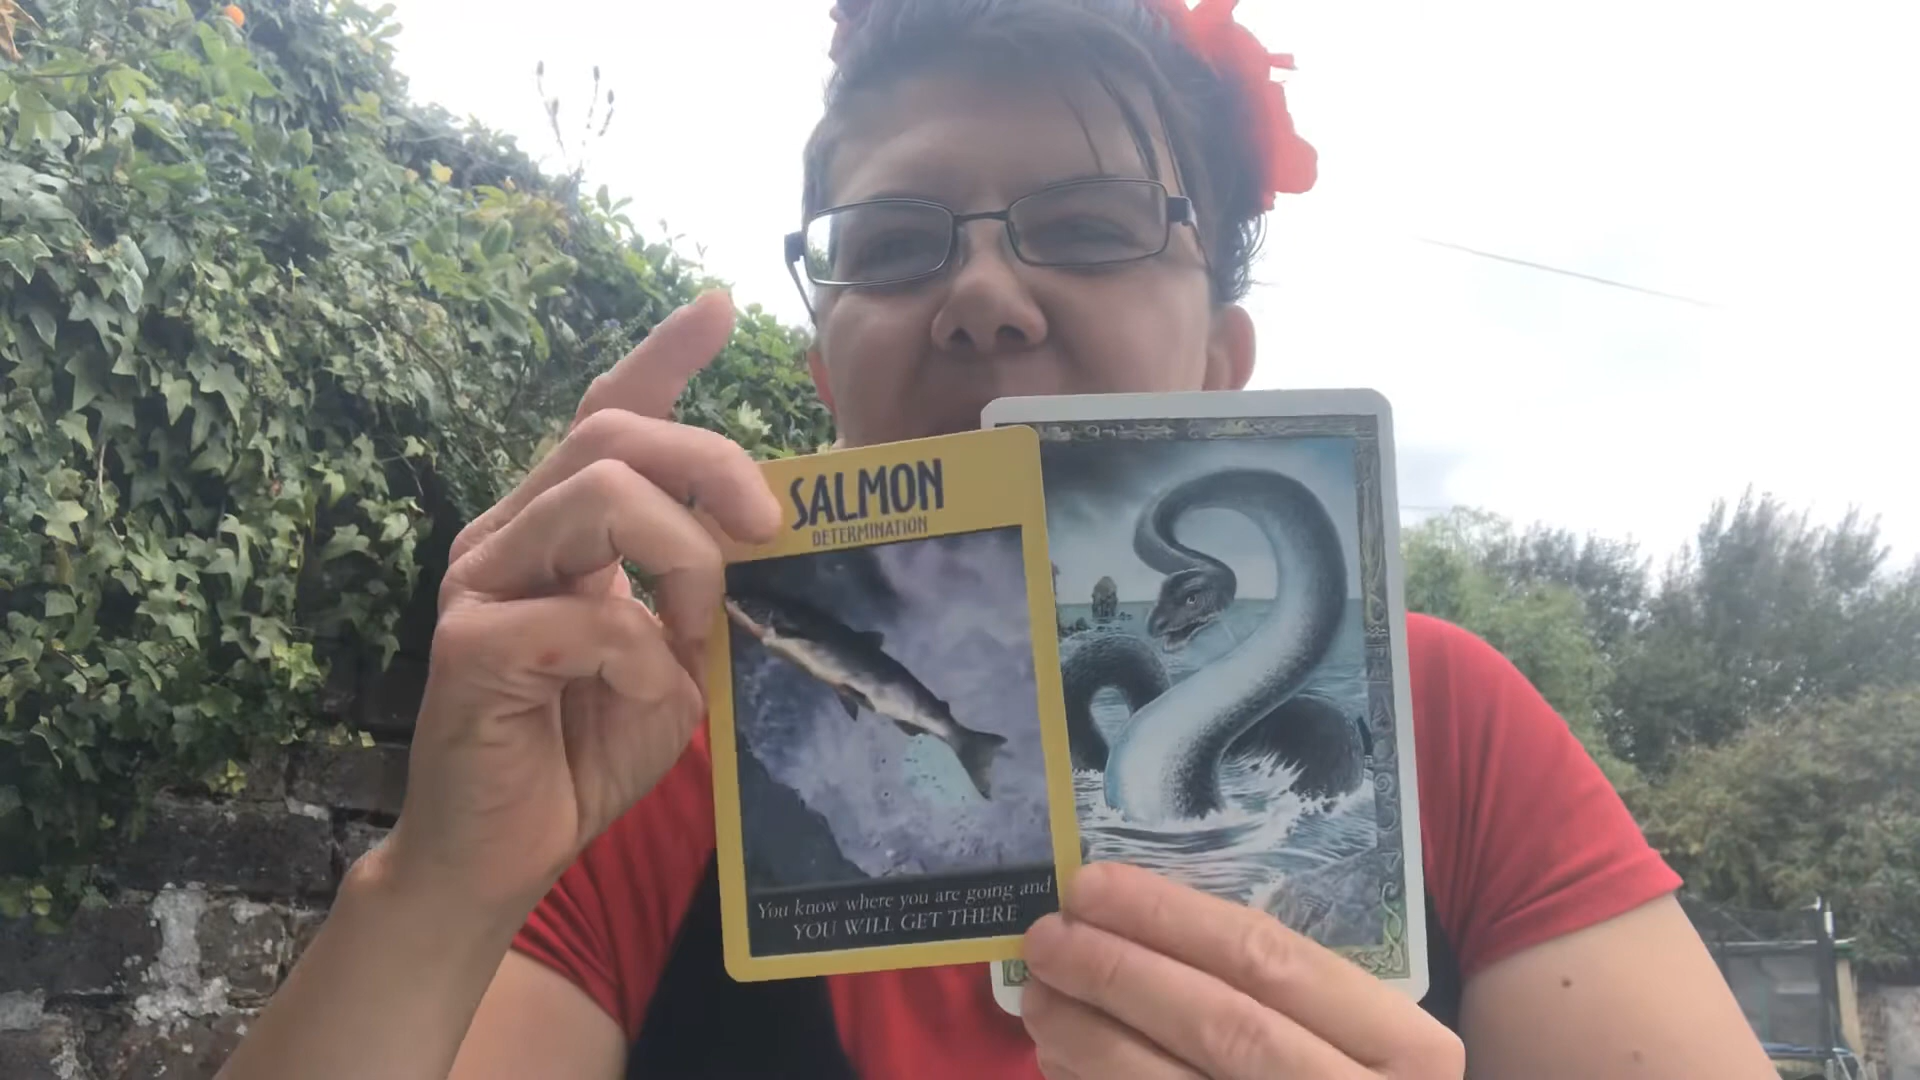 SALMON
DETERMINATION
You know where you are going and
YOU WILL GET THERE